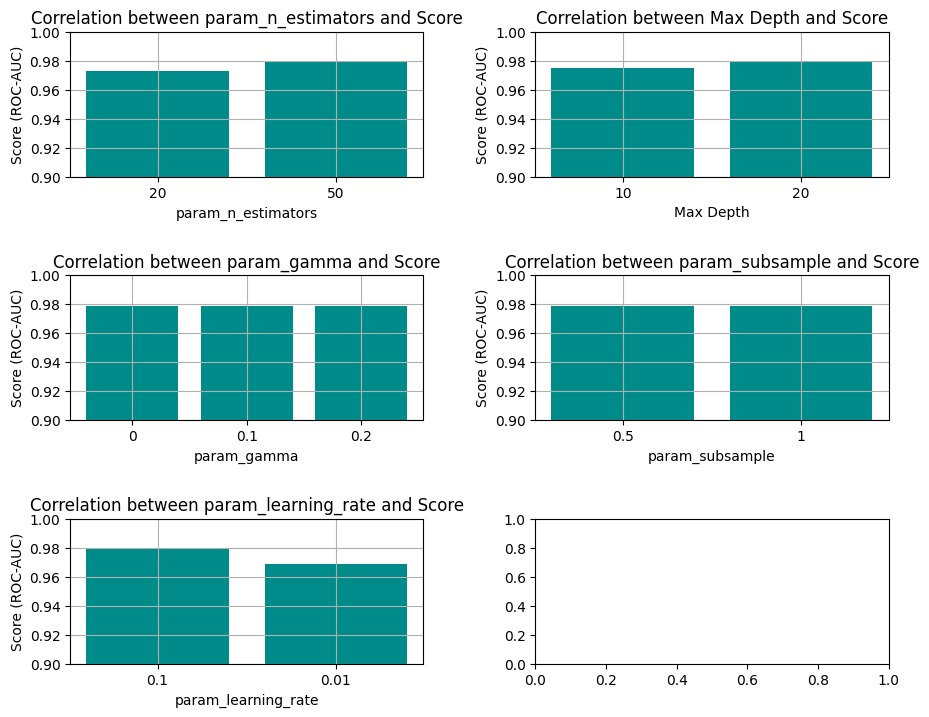 Correlation between param_n_estimators and Score
Score (ROC-AUC)
1.00
0.98
0.96
0.94
0.92
0.90
20 50
param_n_estimators
Correlation between Max Depth and Score
Score (ROC-AUC)
1.00
0.98
0.96
0.94
0.92
0.90
10 20
Max Depth
Correlation between param_gamma and Score
Score (ROC-AUC)
1.00
0.98
0.96
0.94
0.92
0.90
0 0.1 0.2
param_gamma
Correlation between param_subsample and Score
Score (ROC-AUC)
1.00
0.98
0.96
0.94
0.92
0.90
0.5 1
param_subsample
Correlation between param_learning_rate and Score
Score (ROC-AUC)
1.00
0.98
0.96
0.94
0.92
0.90
0.1 0.01
param_learning_rate
1.0
0.8
0.6
0.4
0.2
0.0
0.0 0.2 0.4 0.6 0.8 1.0